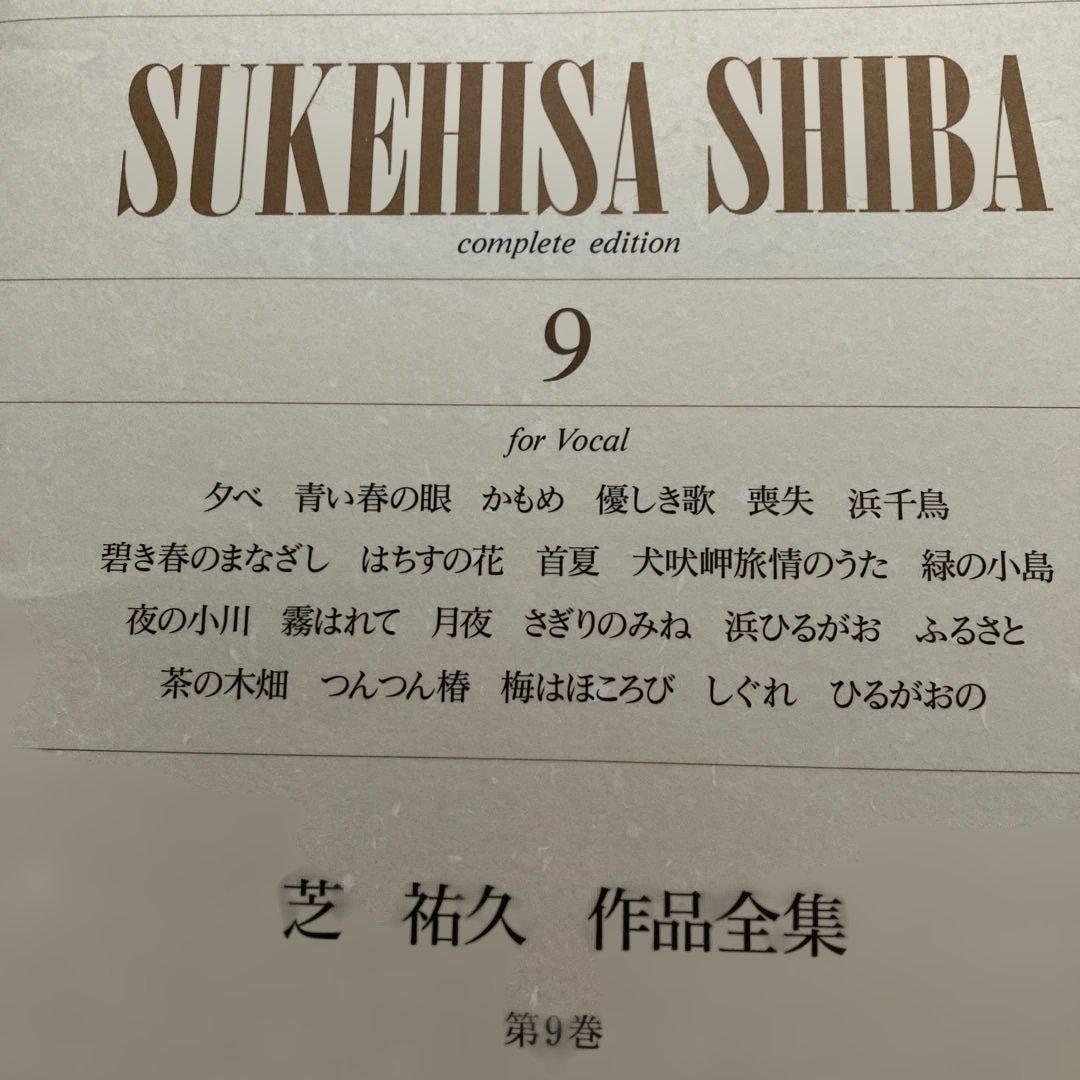 SUKEHISA SHIBA
complete edition
9
for Vocal
夕べ　青い春の眼　かもめ　優しき歌　喪失　浜千鳥
碧き春のまなざし　はちすの花　首夏　犬吠岬旅情のうた　緑の小島
夜の小川　霧はれて　月夜　さぎりのみね　浜ひるがお　ふるさと
茶の木畑　つんつん椿　梅はほころび　しぐれ　ひるがおの
芝　祐久　作品全集
第9巻